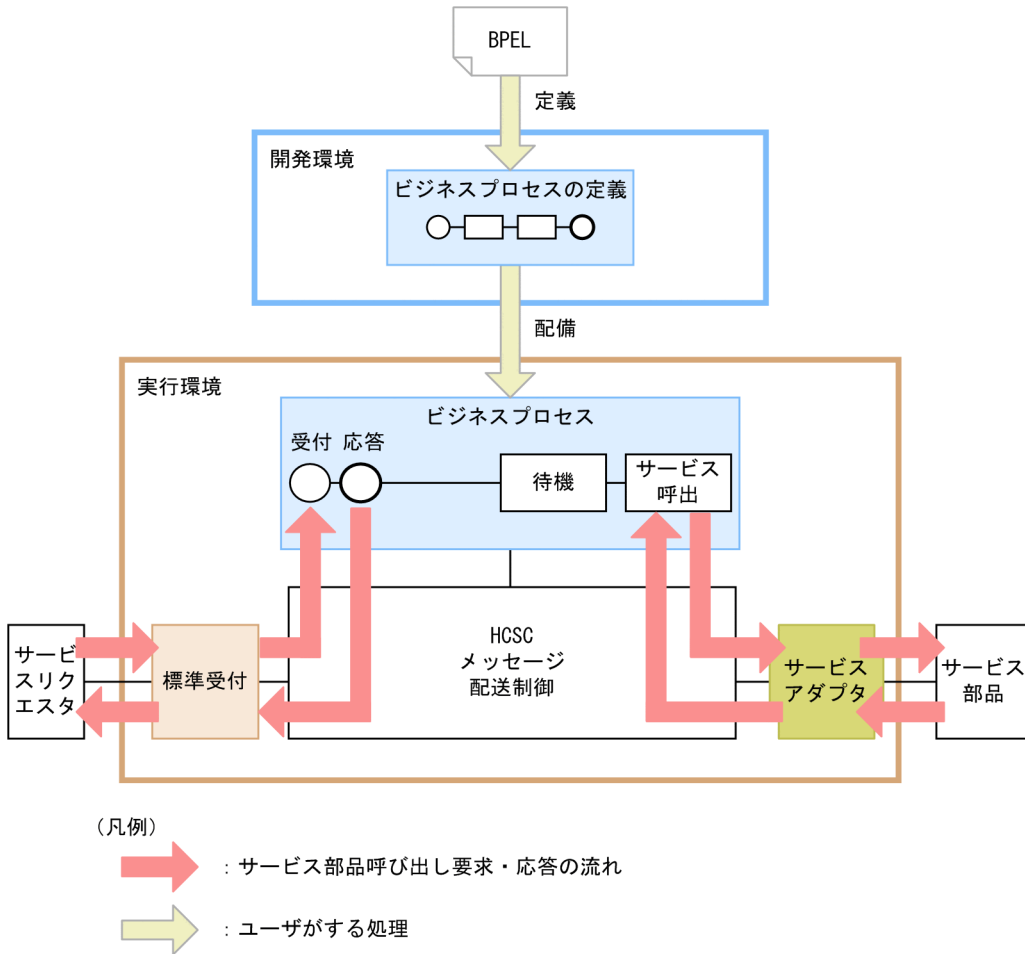 BPEL
定義
開発環境
ビジネスプロセスの定義
配備
実行環境
ビジネスプロセス
受付 応答
待機
サービス
呼出
サービ
スリク
エスタ
標準受付
HCSC
メッセージ
配送制御
サービス
アダプタ
サービス
部品
(凡例)
：サービス部品呼び出し要求・応答の流れ
：ユーザがする処理